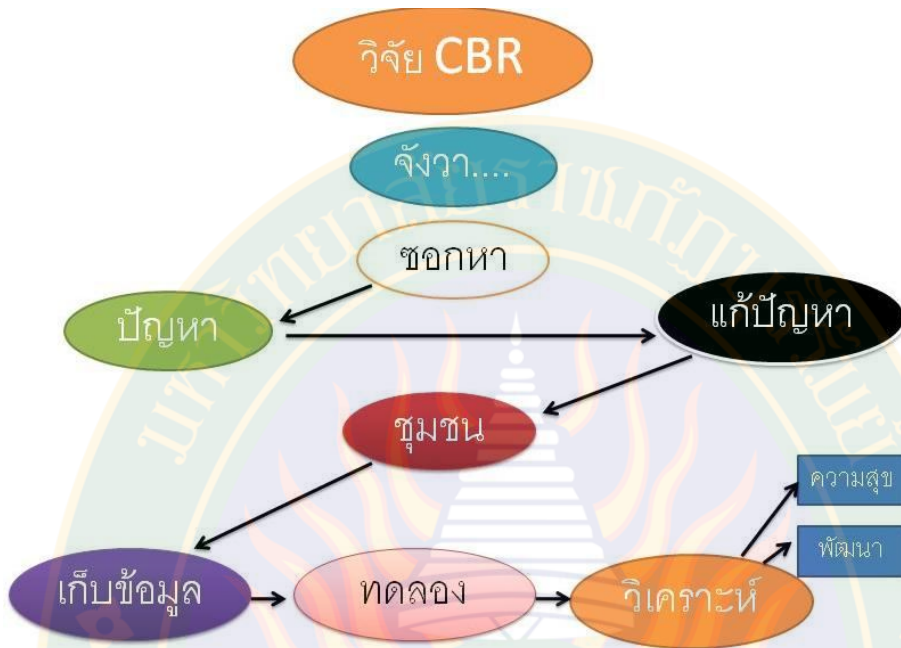 วิจัย CBR
จังวา....
ซอกหา
ปัญหา
แก้ปัญหา
ชุมชน
ความสุข
พัฒนา
เก็บข้อมูล
ทดลอง
วิเคราะห์